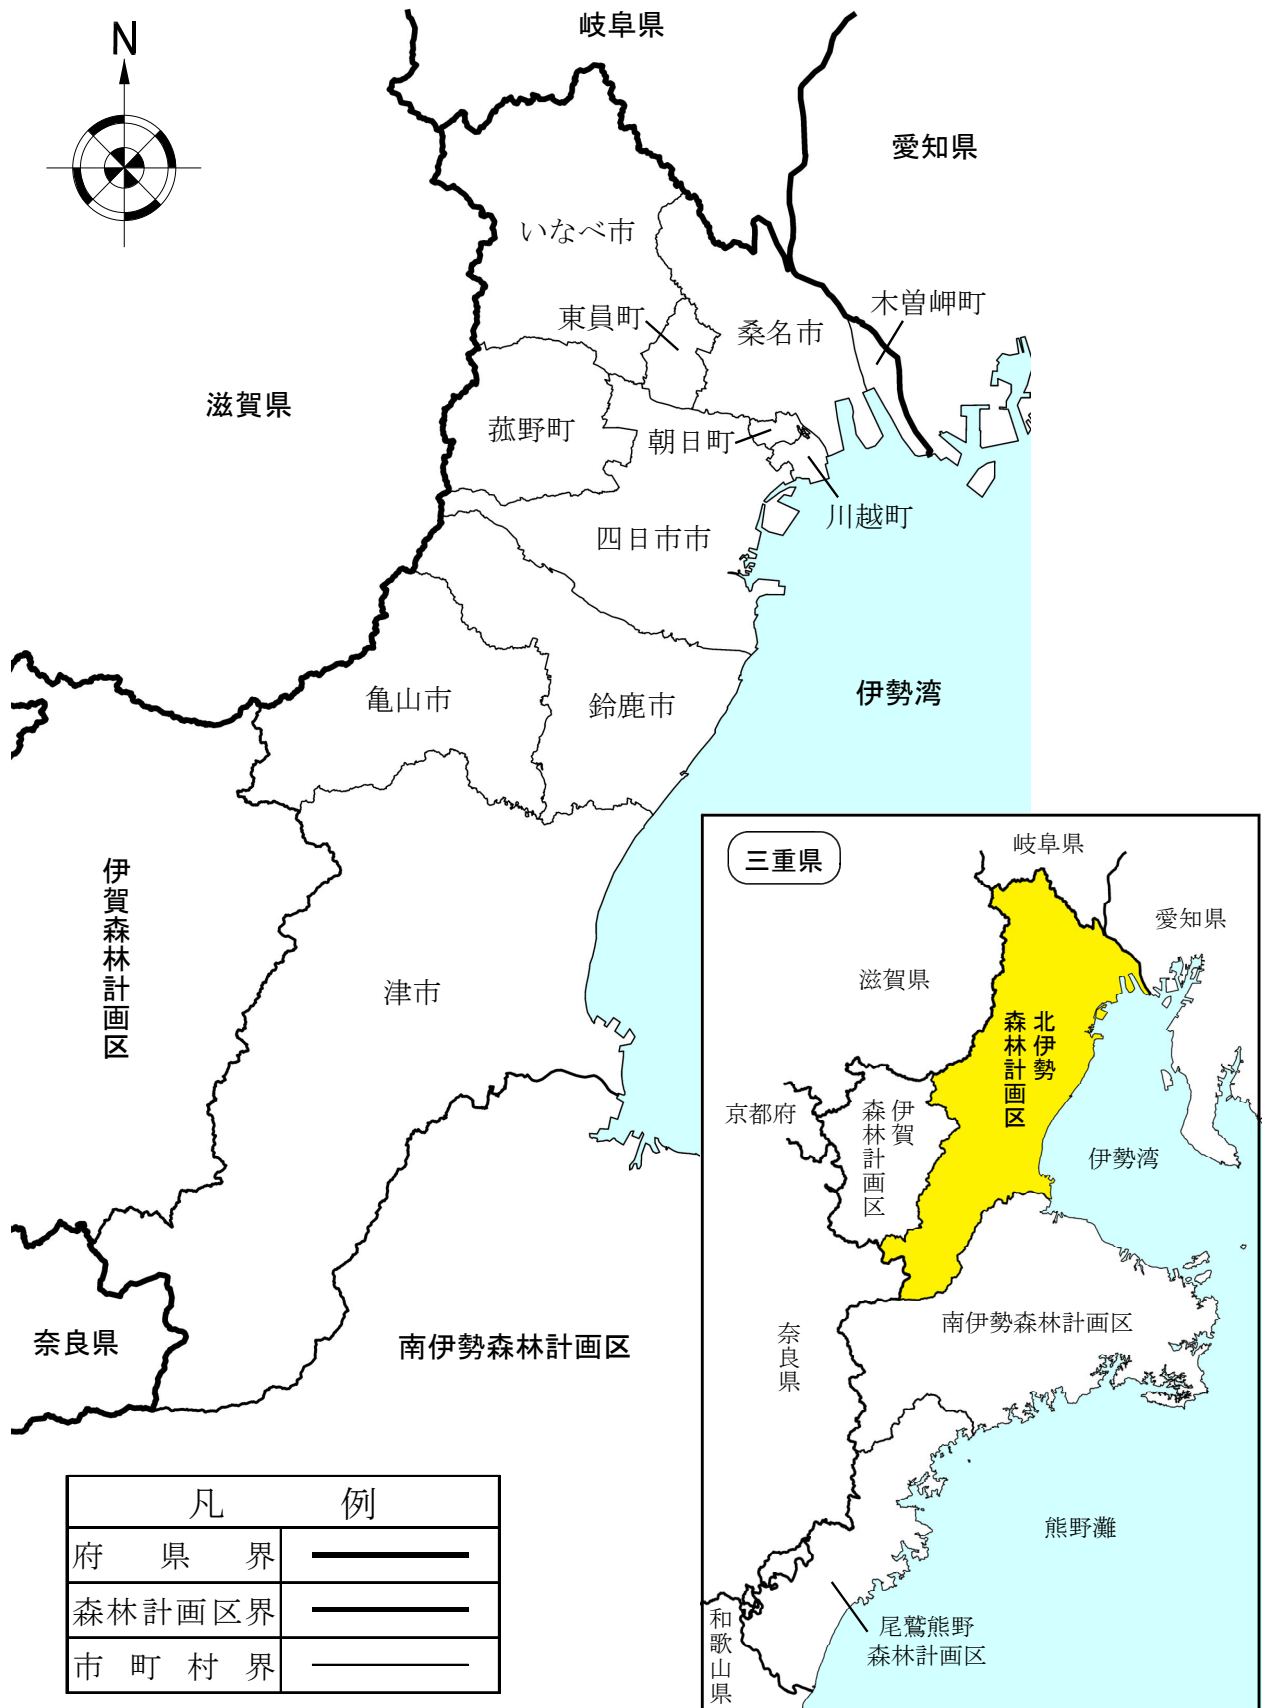 N
岐阜県
愛知県
いなべ市
木曽岬町
東員町
桑名市
滋賀県
菰野町
朝日町
川越町
四日市市
伊勢湾
亀山市
鈴鹿市
伊賀森林計画区
津市
奈良県
南伊勢森林計画区
凡 例
府県界
森林計画区界
市町村界
三重県
岐阜県
愛知県
滋賀県
北伊勢
森林計画区
京都府
伊賀
森林計画区
伊勢湾
奈良県
南伊勢森林計画区
熊野灘
和歌山県
尾鷲熊野
森林計画区